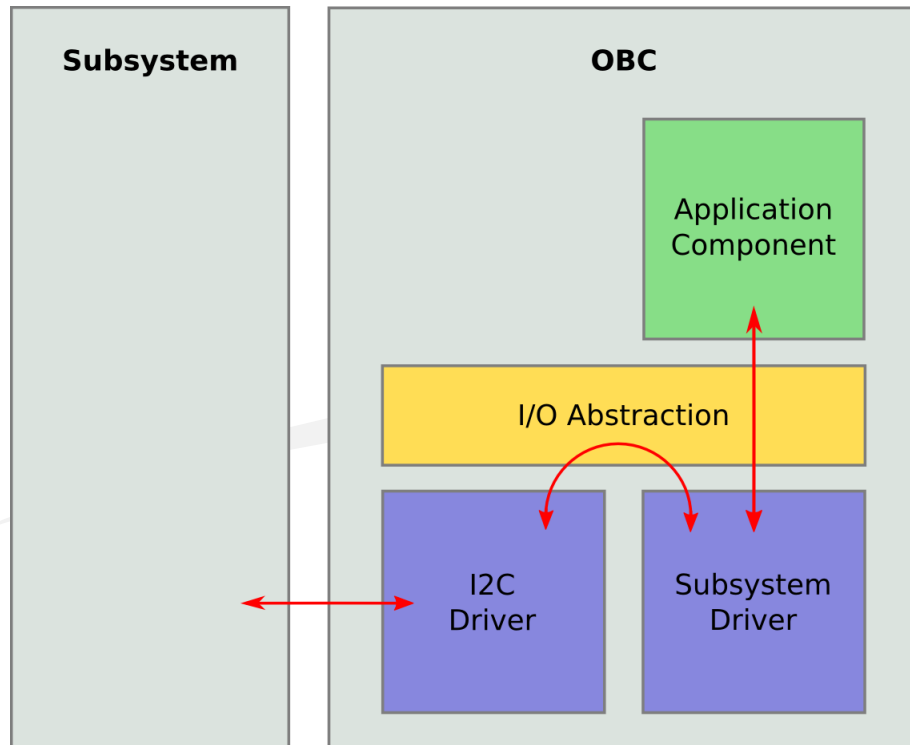 Subsystem
OBC
Application
Component
I/O Abstraction
I2C
Driver
Subsystem
Driver